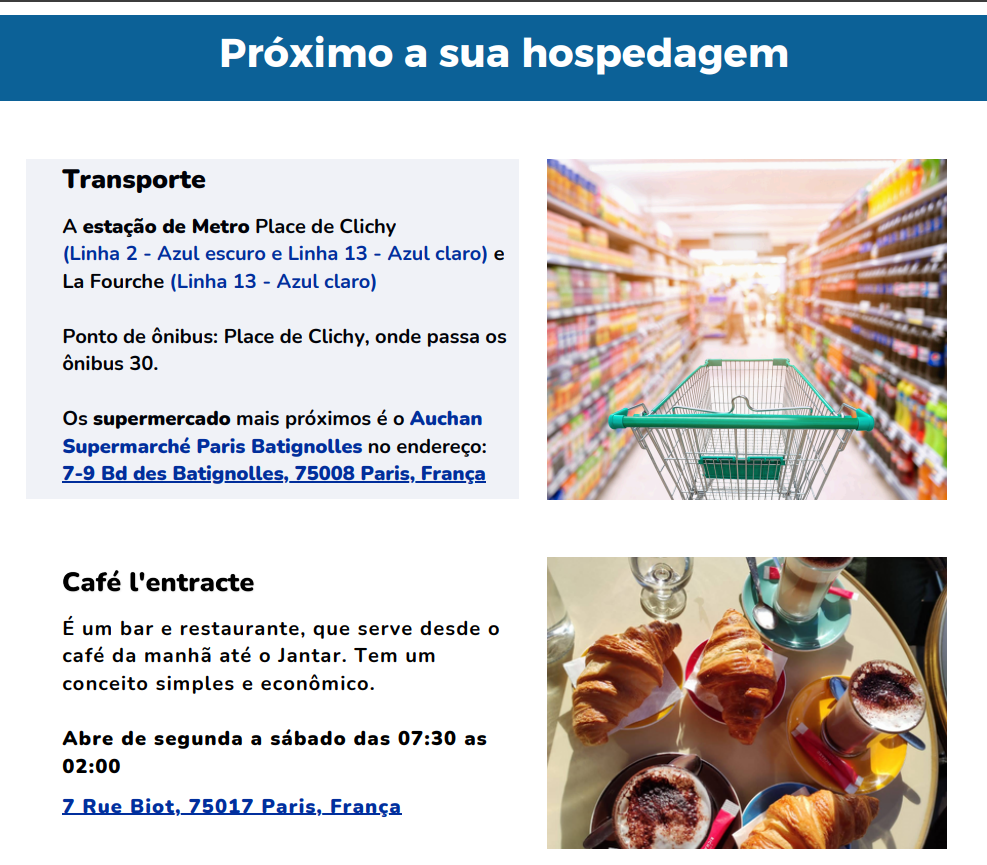 Próximo a sua hospedagem
Transporte
A estação de Metro Place de Clichy
(Linha 2 - Azul escuro e Linha 13 - Azul claro) e
La Fourche (Linha 13 - Azul claro)
Ponto de ônibus: Place de Clichy, onde passa os
ônibus 30.
Os supermercado mais próximos é o Auchan
Supermarché Paris Batignolles no endereço:
7-9 Bd des Batignolles, 75008 Paris, França
Café l'entracte
É um bar e restaurante, que serve desde o
café da manhã até o Jantar. Tem um
conceito simples e econômico.
Abre de segunda a sábado das 07:30 as
02:00
7 Rue Biot, 75017 Paris, França